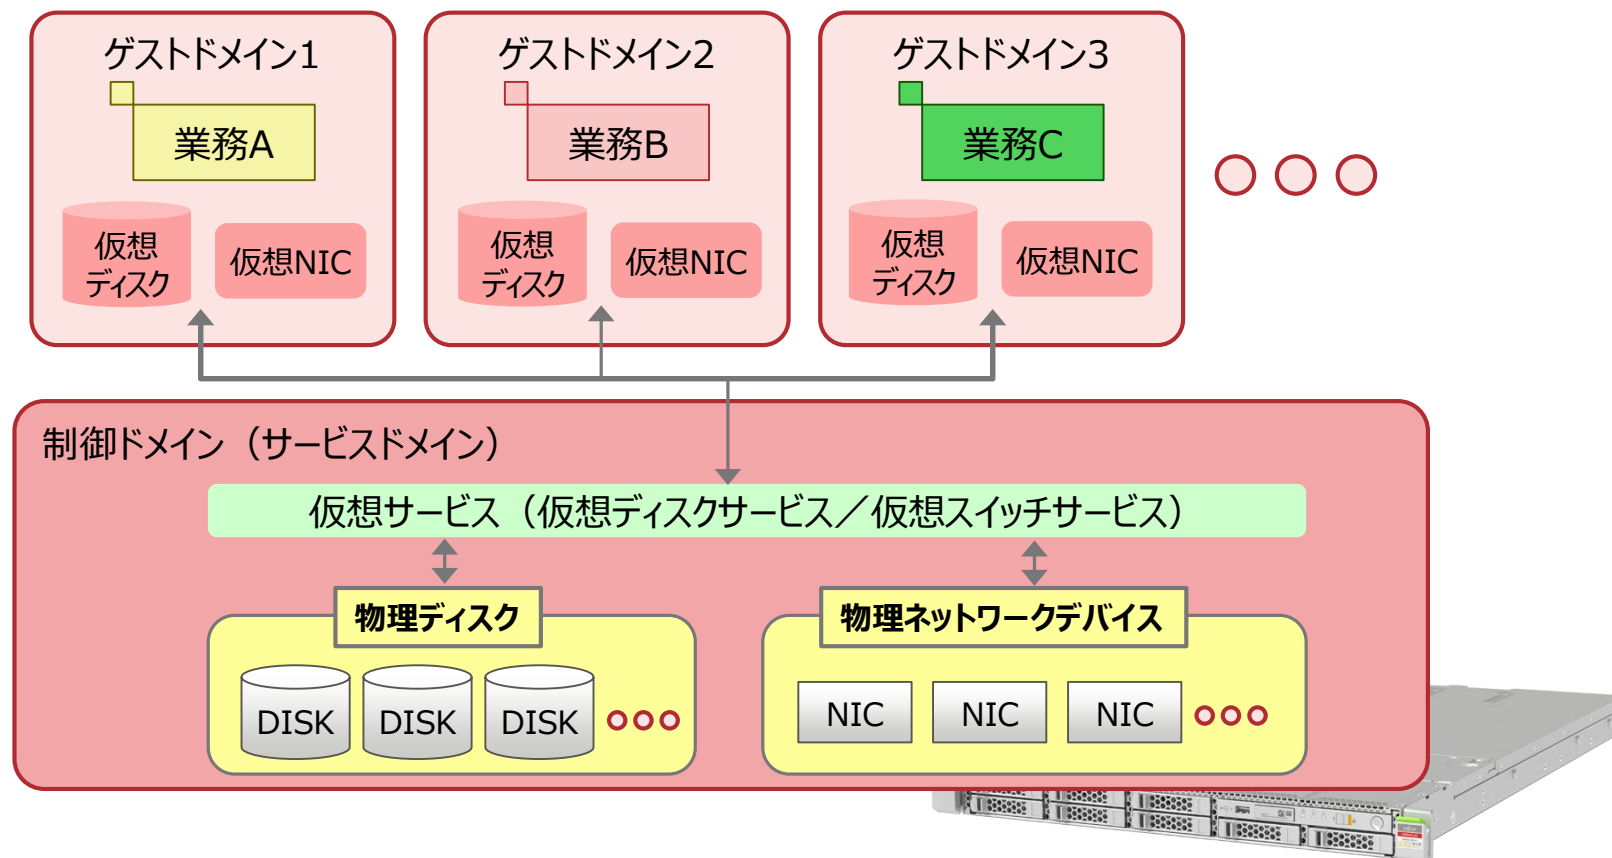 ゲストドメイン1
ゲストドメイン2
ゲストドメイン3
業務A
業務B
業務C
仮想
ディスク
仮想NIC
仮想
ディスク
仮想NIC
仮想
ディスク
仮想NIC
制御ドメイン（サービスドメイン）
仮想サービス（仮想ディスクサービス／仮想スイッチサービス）
物理ディスク
物理ネットワークデバイス
DISK
DISK
DISK
NIC
NIC
NIC